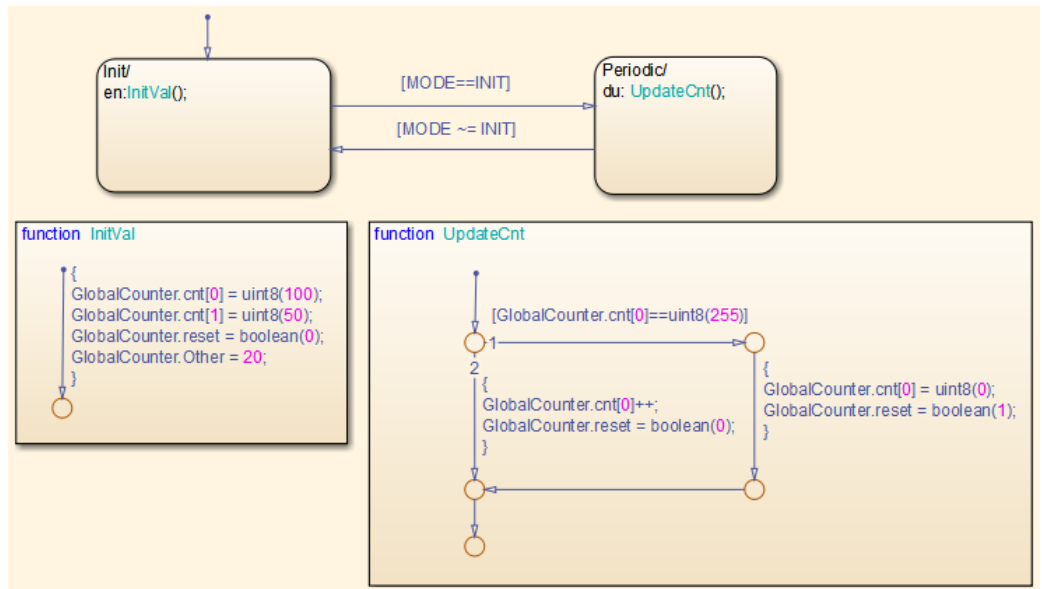 Init/
en:InitVal();
[MODE==INIT]
[MODE ~= INIT]
Periodic/
du: UpdateCnt();
function InitVal
{
GlobalCounter.cnt[0] = uint8(100);
GlobalCounter.cnt[1] = uint8(50);
GlobalCounter.reset = boolean(0);
GlobalCounter.Other = 20;
}
function UpdateCnt
[GlobalCounter.cnt[0]==uint8(255)]
1
2
{
GlobalCounter.cnt[0]++;
GlobalCounter.reset = boolean(0);
}
{
GlobalCounter.cnt[0] = uint8(0);
GlobalCounter.reset = boolean(1);
}